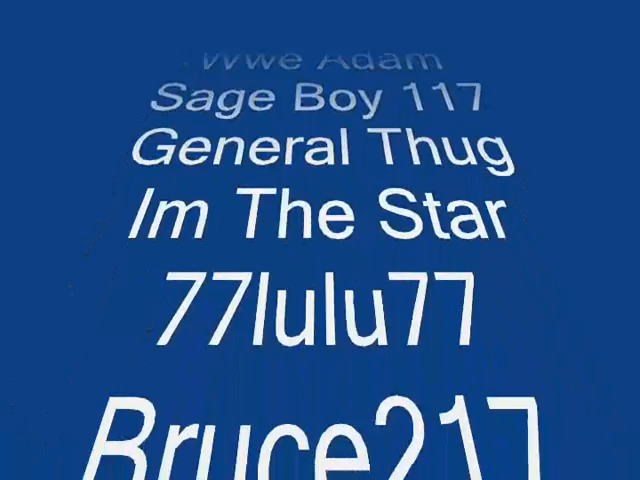 Wwe Adam
Sage Boy 117
General Thug
Im The Star
77lulu77
Bruce217